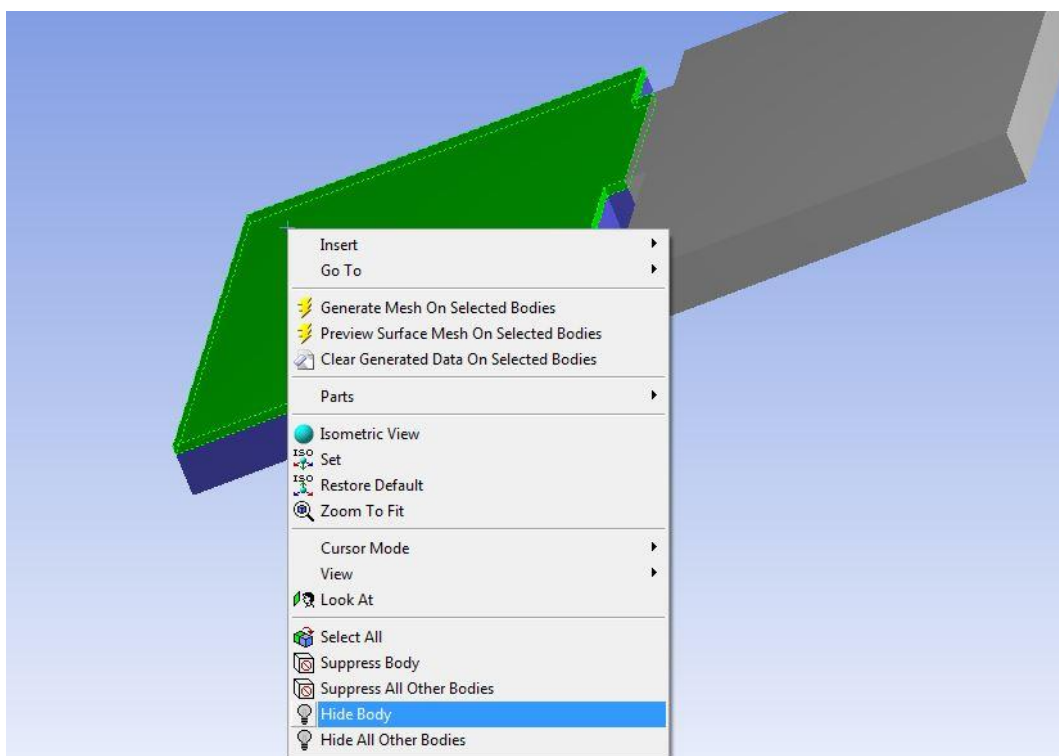 Insert
Go To
Generate Mesh On Selected Bodies
Preview Surface Mesh On Selected Bodies
Clear Generated Data On Selected Bodies
Parts
Isometric View
ISO Set
ISO Restore Default
Zoom To Fit
Cursor Mode
View
Look At
Select All
Suppress Body
Suppress All Other Bodies
Hide Body
Hide All Other Bodies